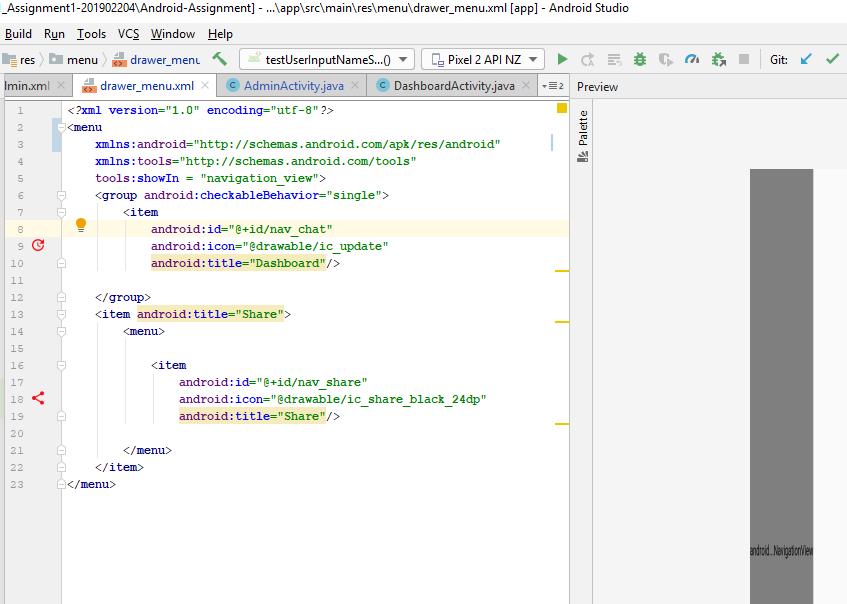 _Assignment1-201902204\Android-Assignment] - ...\app\src\main\res\menu\drawer_menu.xml [app] - Android Studio
Build Run Tools VCS Window Help
res menu drawer_menu testUserInputNameS...() Pixel 2 API NZ Git:
lmin.xml drawer_menu.xml AdminActivity.java DashboardActivity.java 2 Preview
Palette
1 <?xml version="1.0" encoding="utf-8"?>
2 <menu
3 xmlns:android="http://schemas.android.com/apk/res/android"
4 xmlns:tools="http://schemas.android.com/tools"
5 tools:showIn = "navigation_view">
6 <group android:checkableBehavior="single">
7 <item
8 android:id="@+id/nav_chat"
9 android:icon="@drawable/ic_update"
10 android:title="Dashboard"/>
11
12 </group>
13 <item android:title="Share">
14 <menu>
15
16 <item
17 android:id="@+id/nav_share"
18 android:icon="@drawable/ic_share_black_24dp"
19 android:title="Share"/>
20
21 </menu>
22 </item>
23 </menu>
android...NavigationView